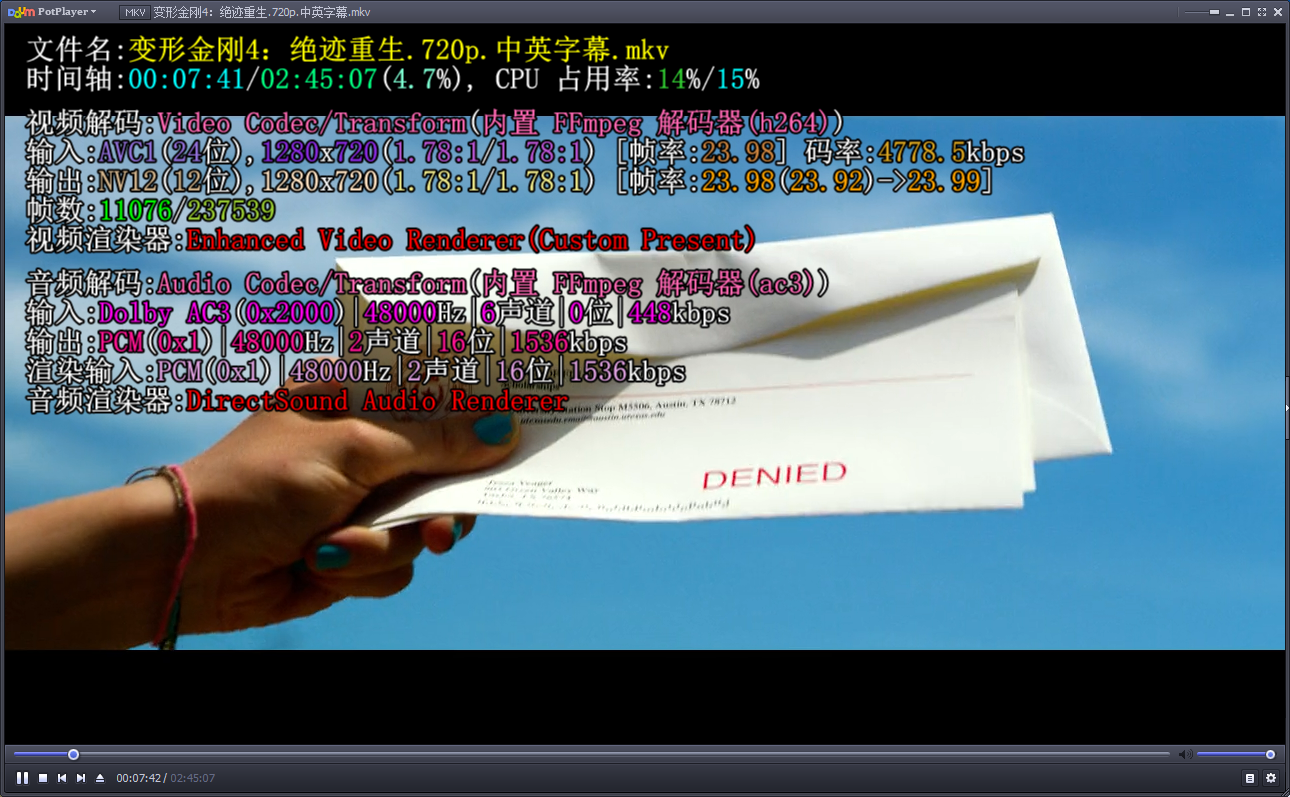 PotPlayer
MKV 变形金刚4：绝迹重生.720p.中英字幕.mkv
文件名:变形金刚4：绝迹重生.720p.中英字幕.mkv
时间轴:00:07:41/02:45:07(4.7%), CPU 占用率:14%/15%
视频解码:Video Codec/Transform(内置 FFmpeg 解码器(h264))
输入:AVC1(24位),1280x720(1.78:1/1.78:1) [帧率:23.98] 码率:4778.5kbps
输出:NV12(12位),1280x720(1.78:1/1.78:1) [帧率:23.98(23.92)->23.99]
帧数:11076/237539
视频渲染器:Enhanced Video Renderer(Custom Present)
音频解码:Audio Codec/Transform(内置 FFmpeg 解码器(ac3))
输入:Dolby AC3(0x2000)|48000Hz|6声道|0位|448kbps
输出:PCM(0x1)|48000Hz|2声道|16位|1536kbps
渲染输入:PCM(0x1)|48000Hz|2声道|16位|1536kbps
音频渲染器:DirectSound Audio Renderer
Station Stop M5506, Austin, TX 78712
DENIED
Tessa Yeager
00:07:42 / 02:45:07